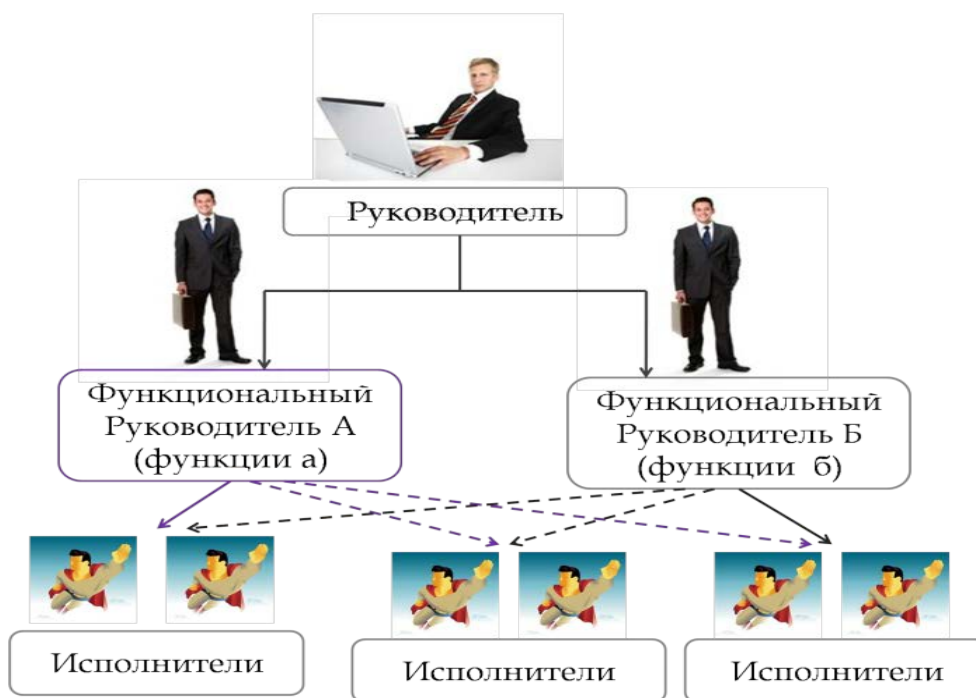 Руководитель
Функциональный
Руководитель А
(функции а)
Функциональный
Руководитель Б
(функции б)
Исполнители
Исполнители
Исполнители